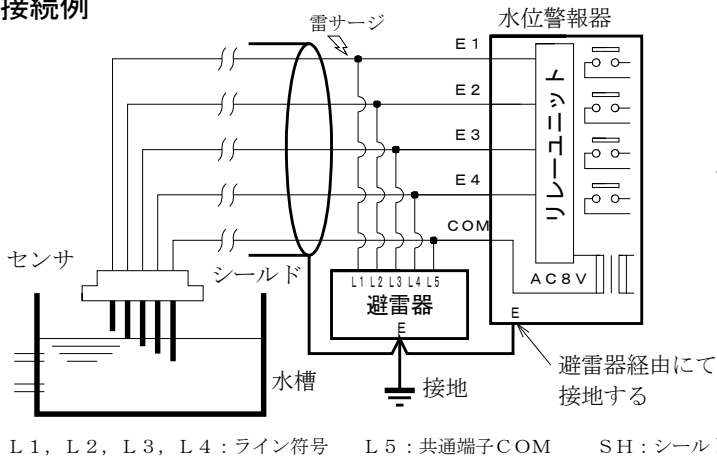 接続例
雷サージ
水位警報器
E1
E2
E3
E4
COM
リレーユニット
センサ
シールド
L1 L2 L3 L4 L5
避雷器
E
AC8V
E
水槽
接地
避雷器経由にて
接地する
L1, L2, L3, L4:ライン符号 L5:共通端子COM SH:シール